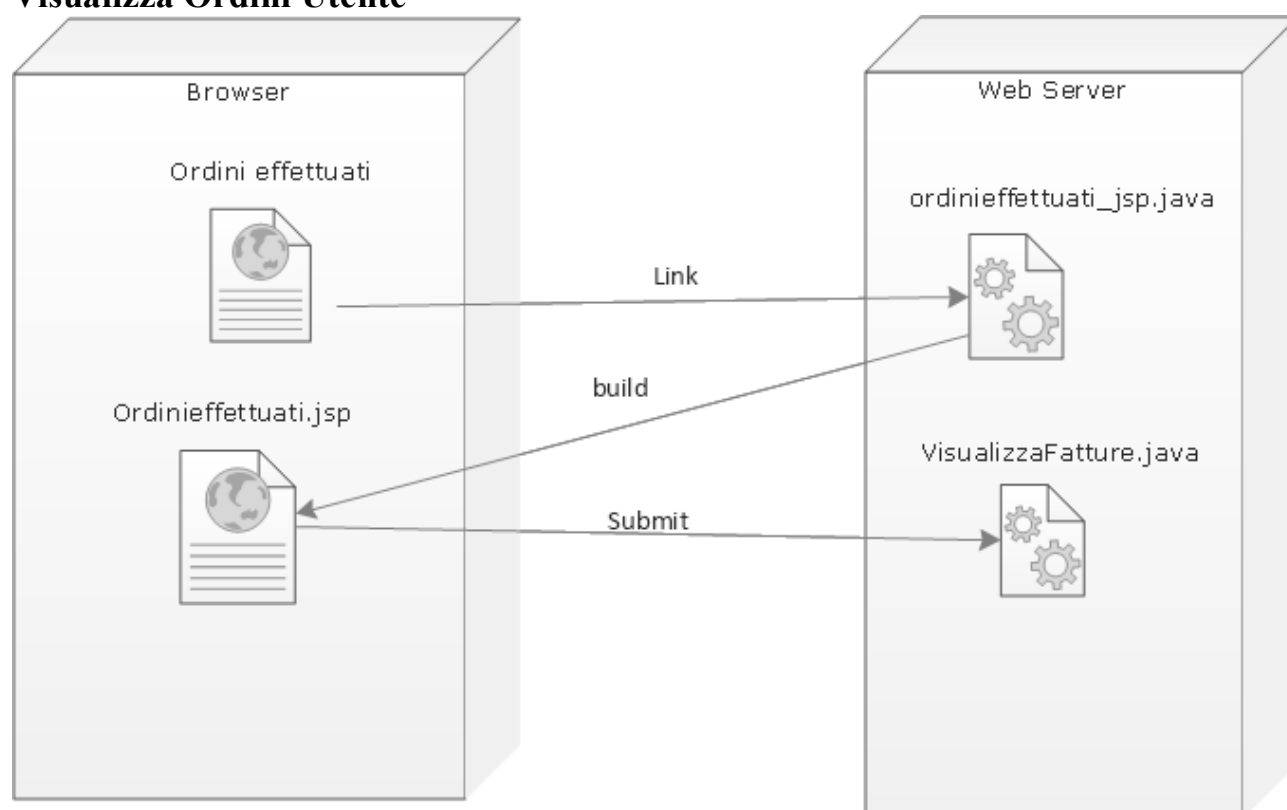 Visualizza Ordini Utente
Browser
Web Server
Ordini effettuati
ordinieffettuati_jsp.java
Link
build
Ordinieffettuati.jsp
VisualizzaFatture.java
Submit